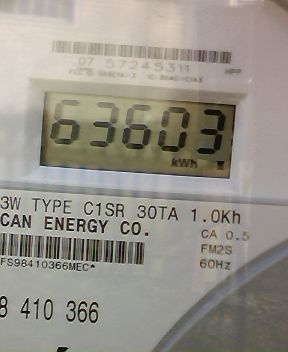 07 57245311
63603
kWh
3W TYPE C1SR 30TA 1.0Kh
CAN ENERGY CO.
CA 0.5
FM2S
FS98410366MEC*
60Hz
8 410 366